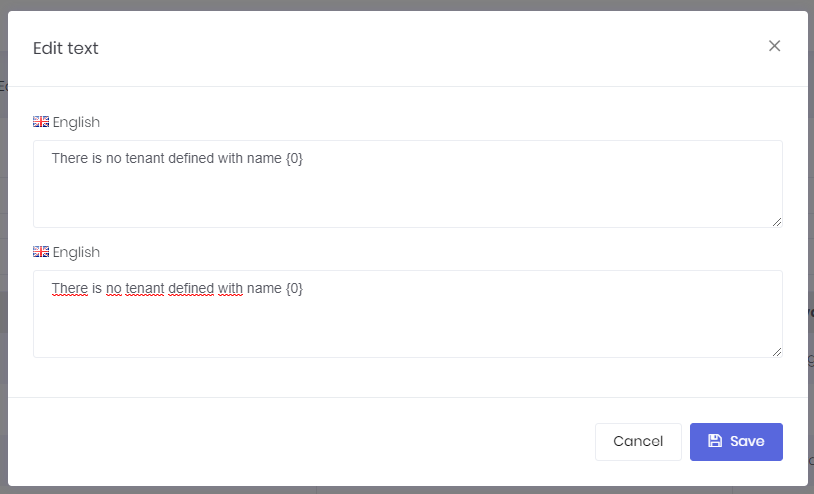 Edit text
English
There is no tenant defined with name {0}
English
There is no tenant defined with name {0}
Cancel
Save